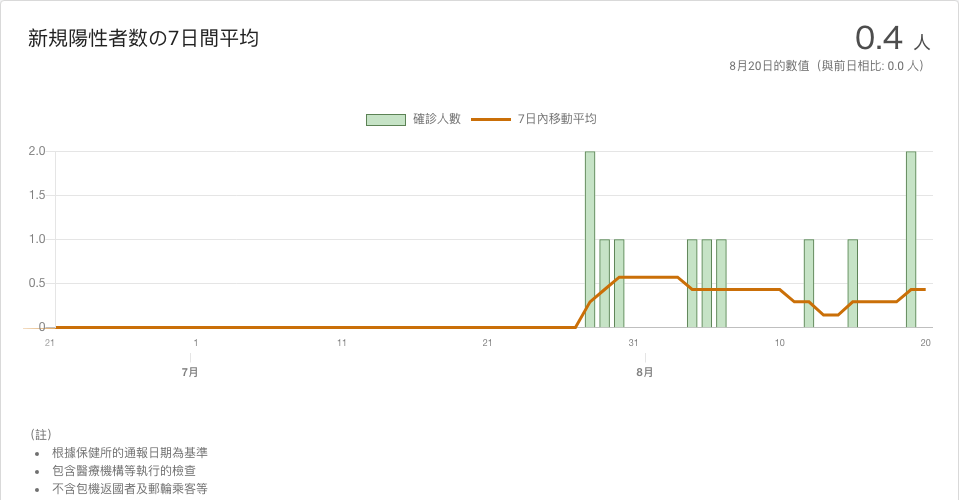 新規陽性者数の7日間平均
0.4 人
8月20日的數值（與前日相比: 0.0 人）
確診人數 7日內移動平均
2.0
1.5
1.0
0.5
0
21 1 11 21 31 10 20
7月 8月
（註）
• 根據保健所的通報日期為基準
• 包含醫療機構等執行的檢查
• 不含包機返國者及郵輪乘客等